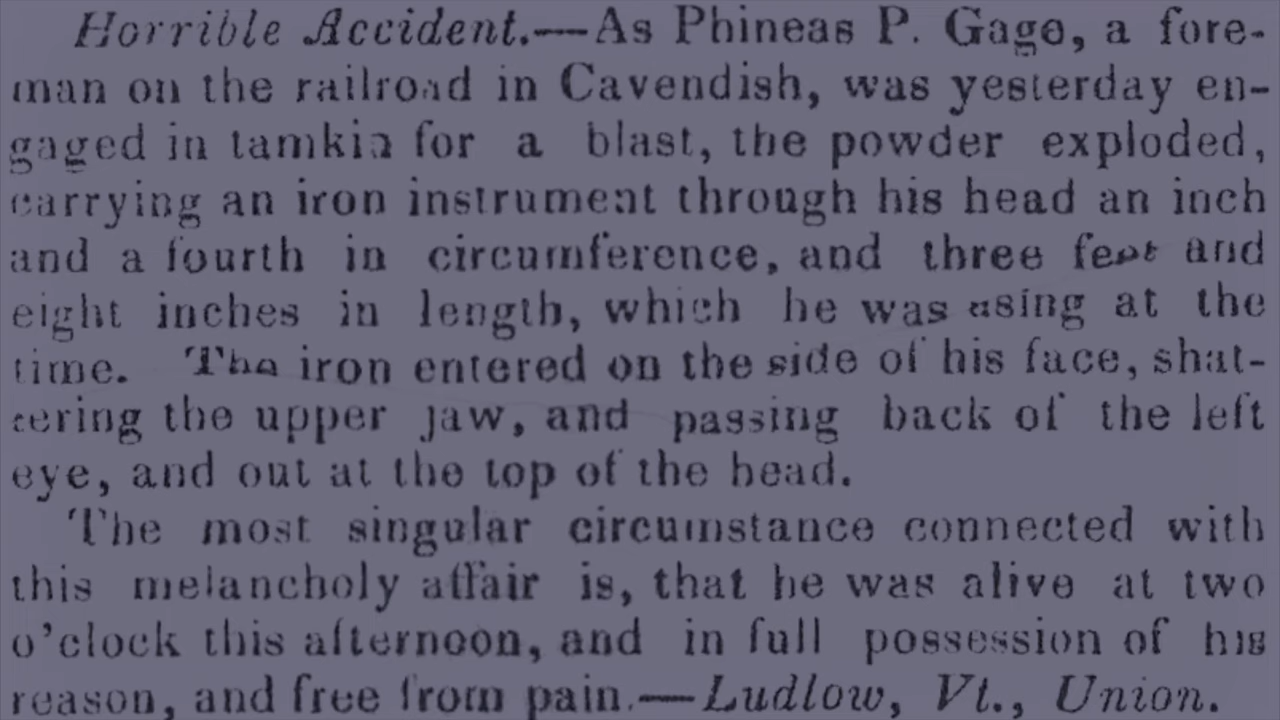 Horrible Accident.—As Phineas P. Gage, a fore-
man on the railroad in Cavendish, was yesterday en-
gaged in tamkin for a blast, the powder exploded,
carrying an iron instrument through his head an inch
and a fourth in circumference, and three feet and
eight inches in length, which he was using at the
time. The iron entered on the side of his face, shat-
tering the upper jaw, and passing back of the left
eye, and out at the top of the head.
The most singular circumstance connected with
this melancholy affair is, that he was alive at two
o'clock this afternoon, and in full possession of his
reason, and free from pain.—Ludlow, Vt., Union.